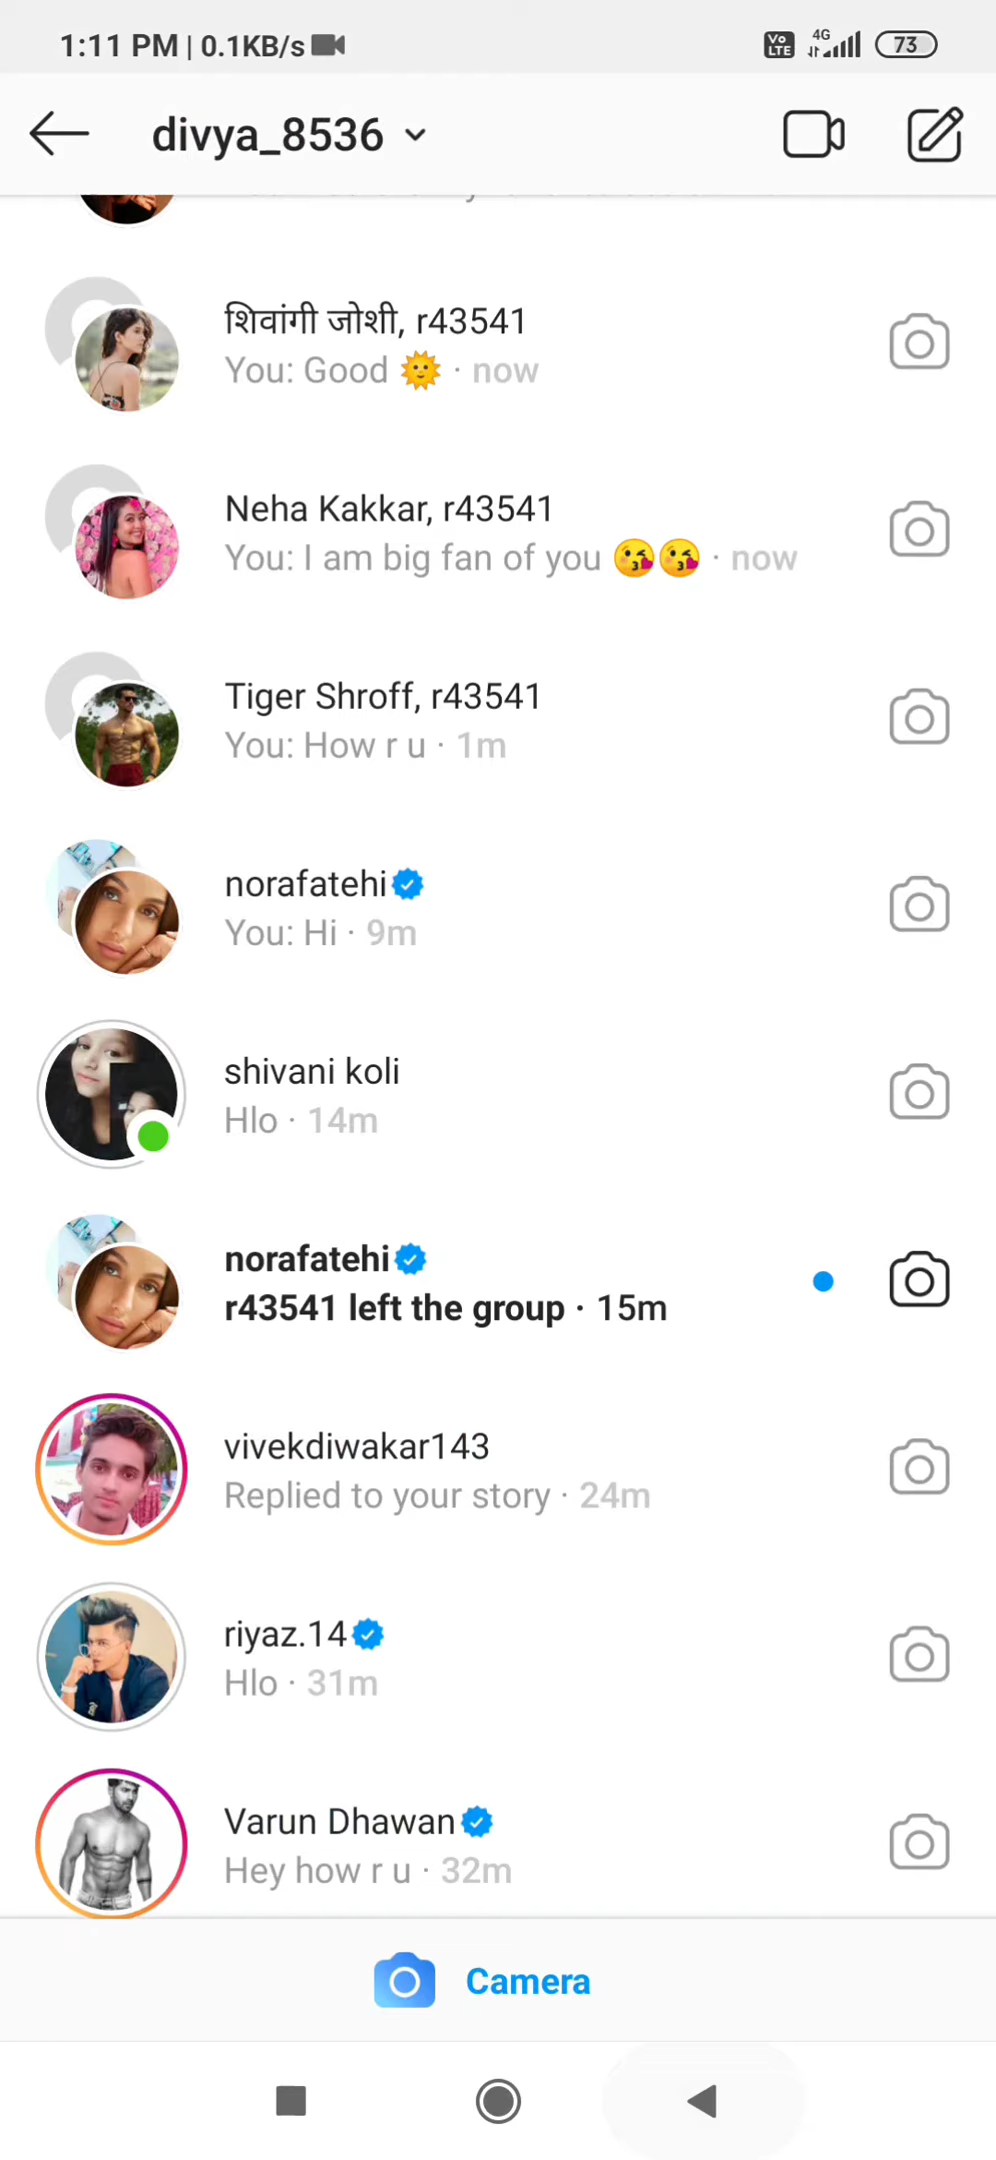 1:11 PM | 0.1KB/s
Vo LTE 4G 73
divya_8536
शिवांगी जोशी, r43541
You: Good 🌞 · now
Neha Kakkar, r43541
You: I am big fan of you 😘😘 · now
Tiger Shroff, r43541
You: How r u · 1m
norafatehi
You: Hi · 9m
shivani koli
Hlo · 14m
norafatehi
r43541 left the group · 15m
vivekdiwakar143
Replied to your story · 24m
riyaz.14
Hlo · 31m
Varun Dhawan
Hey how r u · 32m
Camera